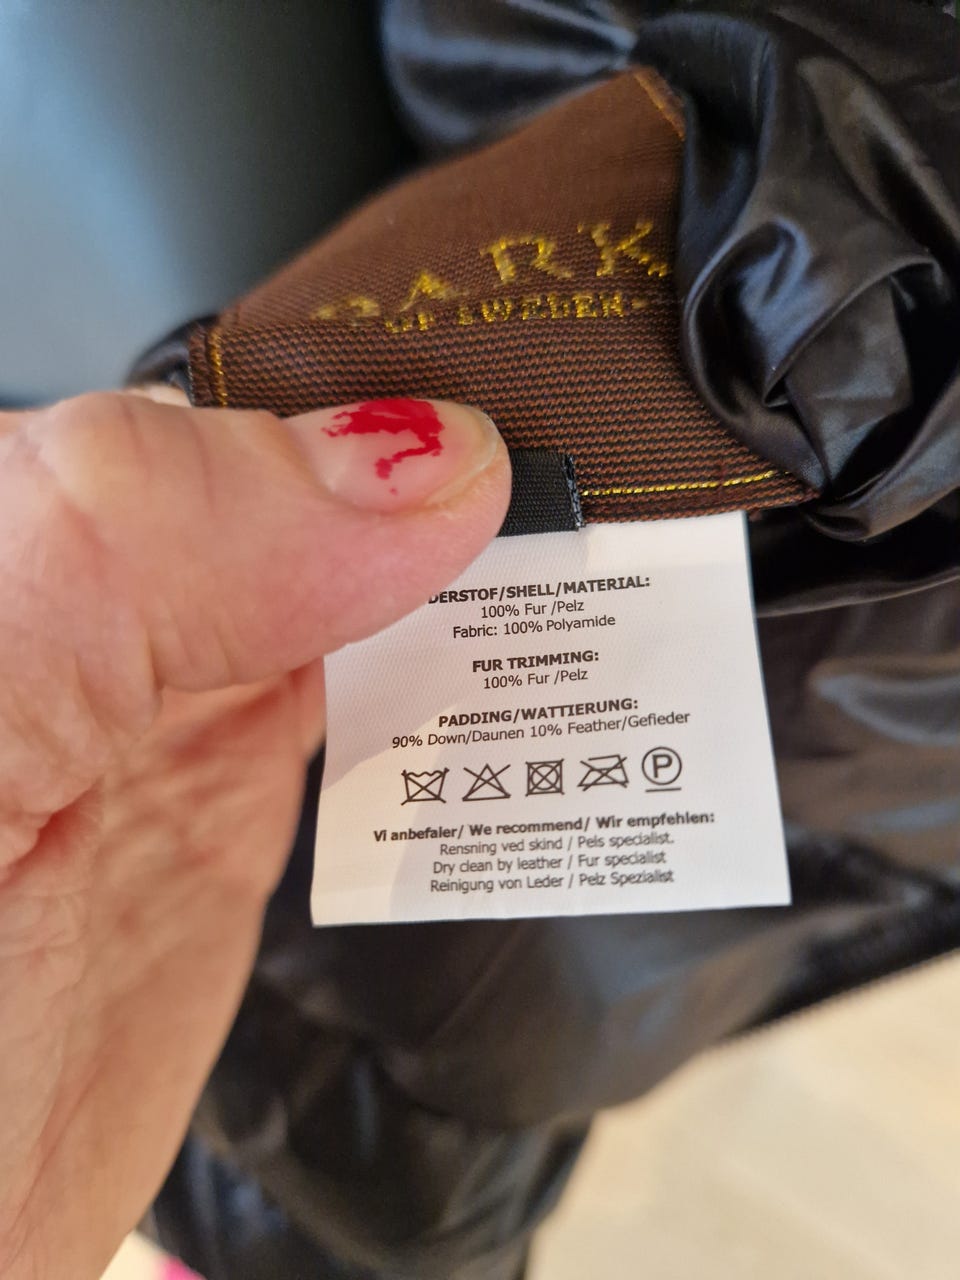 DARK
OF SWEDEN
DERSTOF/SHELL/MATERIAL:
100% Fur /Pelz
Fabric: 100% Polyamide
FUR TRIMMING:
100% Fur /Pelz
PADDING/WATTIERUNG:
90% Down/Daunen 10% Feather/Gefieder
P
Vi anbefaler/ We recommend/ Wir empfehlen:
Rensning ved skind / Pels specialist.
Dry clean by leather / Fur specialist
Reinigung von Leder / Pelz Spezialist